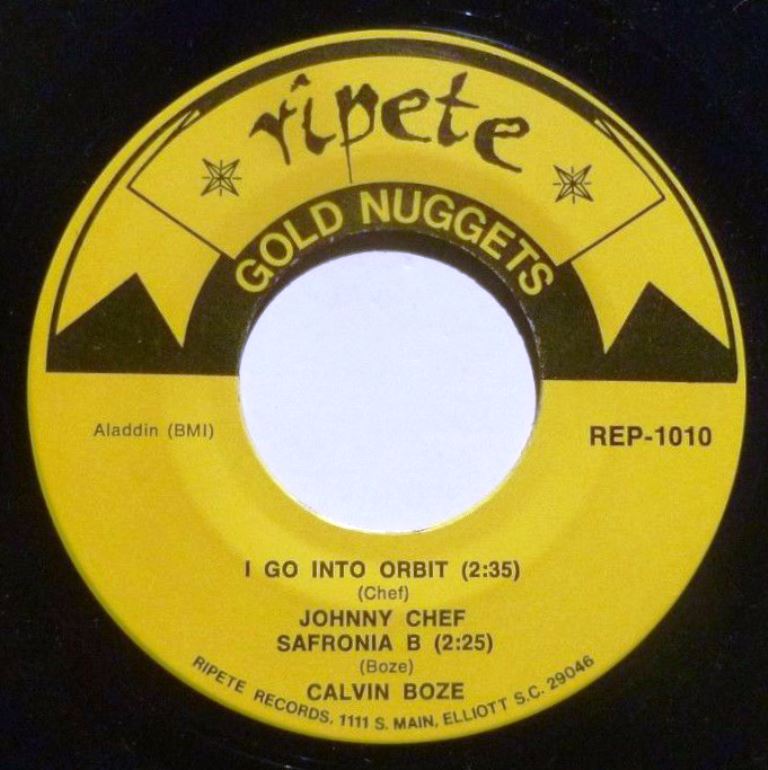 ripete
GOLD NUGGETS
Aladdin (BMI)
REP-1010
I GO INTO ORBIT (2:35)
(Chef)
JOHNNY CHEF
SAFRONIA B (2:25)
(Boze)
CALVIN BOZE
RIPETE RECORDS, 1111 S. MAIN, ELLIOTT S.C. 29046